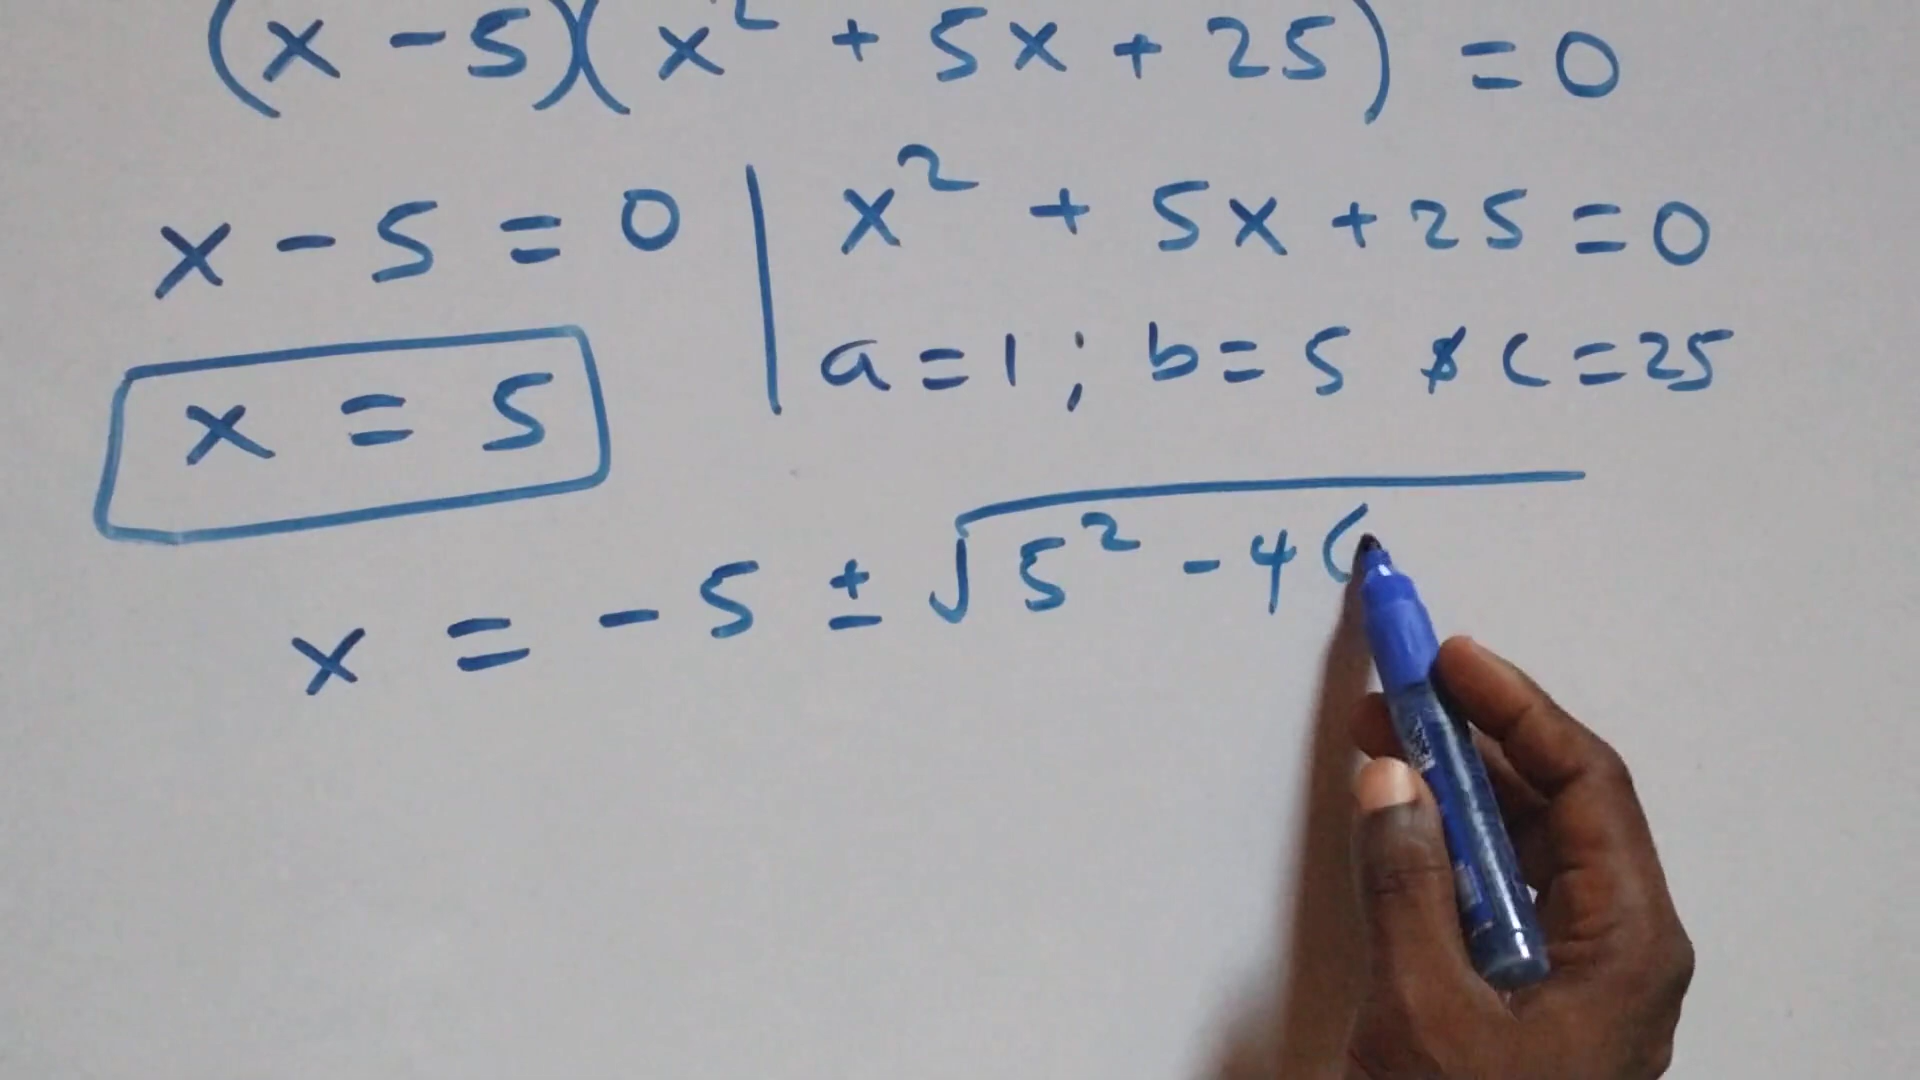 (x - 5)(x² + 5x + 25) = 0
x - 5 = 0 | x² + 5x + 25 = 0
x = 5 | a = 1 ; b = 5 & c = 25
x = - 5 ± √5² - 4(